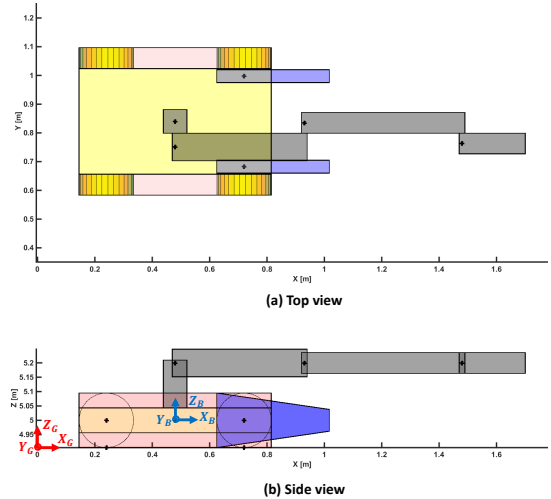 1.2
1.1
1
0.9
0.8
0.7
0.6
0.5
0.4
Y [m]
0 0.2 0.4 0.6 0.8 1 1.2 1.4 1.6
X [m]
(a) Top view
5.2
5.15
5.1
5.05
5
4.95
Z [m]
Z_B
Y_B X_B
Z_G
Y_G X_G
0 0.2 0.4 0.6 0.8 1 1.2 1.4 1.6
X [m]
(b) Side view